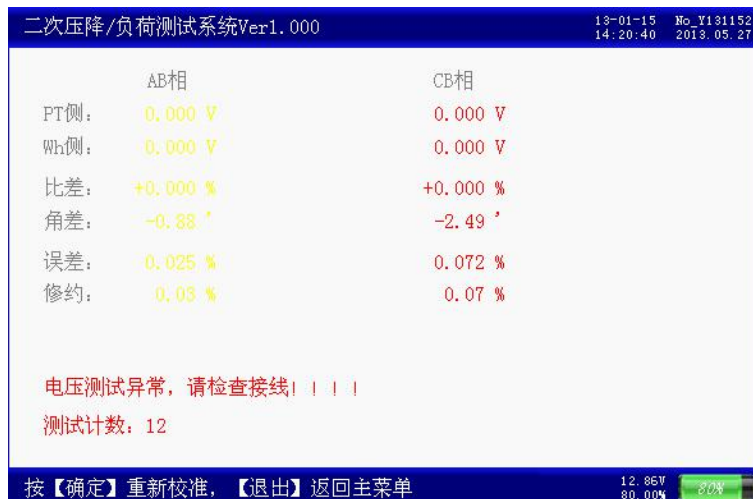 二次压降/负荷测试系统Ver1.000
13-01-15 No_Y131152
14:20:40 2013.05.27
AB相 CB相
PT侧: 0.000 V 0.000 V
Wh侧: 0.000 V 0.000 V
比差: +0.000 % +0.000 %
角差: -0.88 ' -2.49 '
误差: 0.025 % 0.072 %
修约: 0.03 % 0.07 %
电压测试异常, 请检查接线! ! ! !
测试计数: 12
按【确定】重新校准, 【退出】返回主菜单
12.86V
80.00% 80%